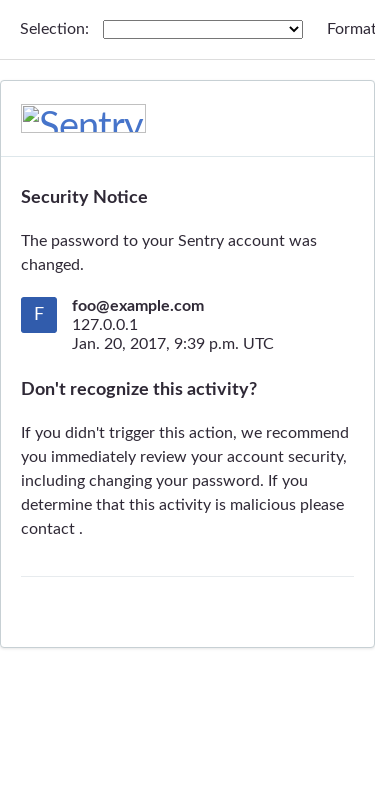 Selection:
Format
Sentry
Security Notice
The password to your Sentry account was
changed.
F
foo@example.com
127.0.0.1
Jan. 20, 2017, 9:39 p.m. UTC
Don't recognize this activity?
If you didn't trigger this action, we recommend
you immediately review your account security,
including changing your password. If you
determine that this activity is malicious please
contact .